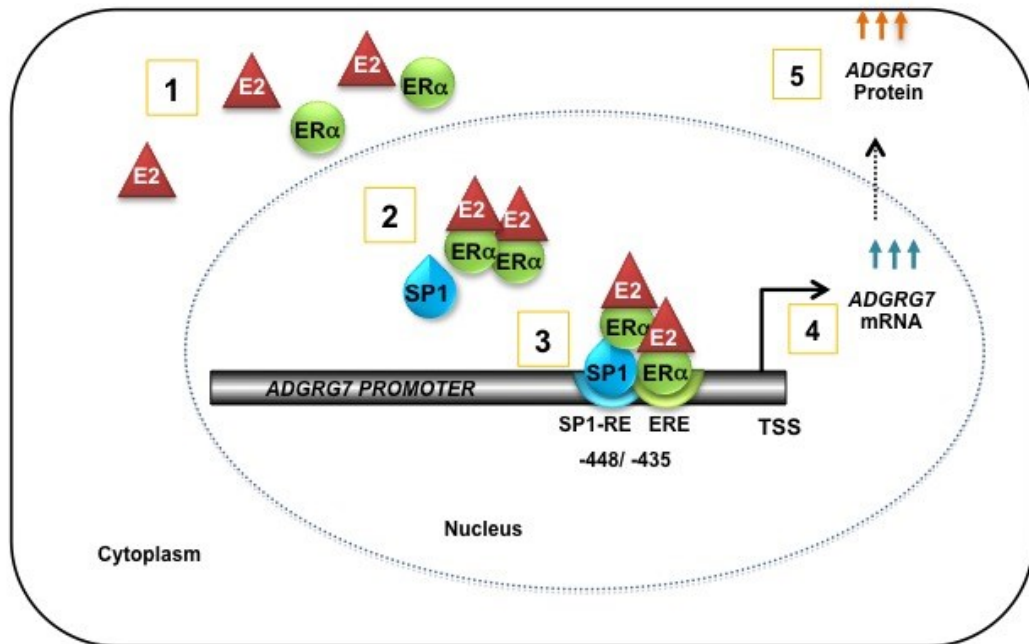 1
E2
E2
ERα
ERα
E2
5
ADGRG7
Protein
2
E2
E2
ERα
ERα
SP1
E2
ERα
E2
3
SP1
ERα
4
ADGRG7
mRNA
ADGRG7 PROMOTER
SP1-RE ERE
TSS
-448/ -435
Nucleus
Cytoplasm